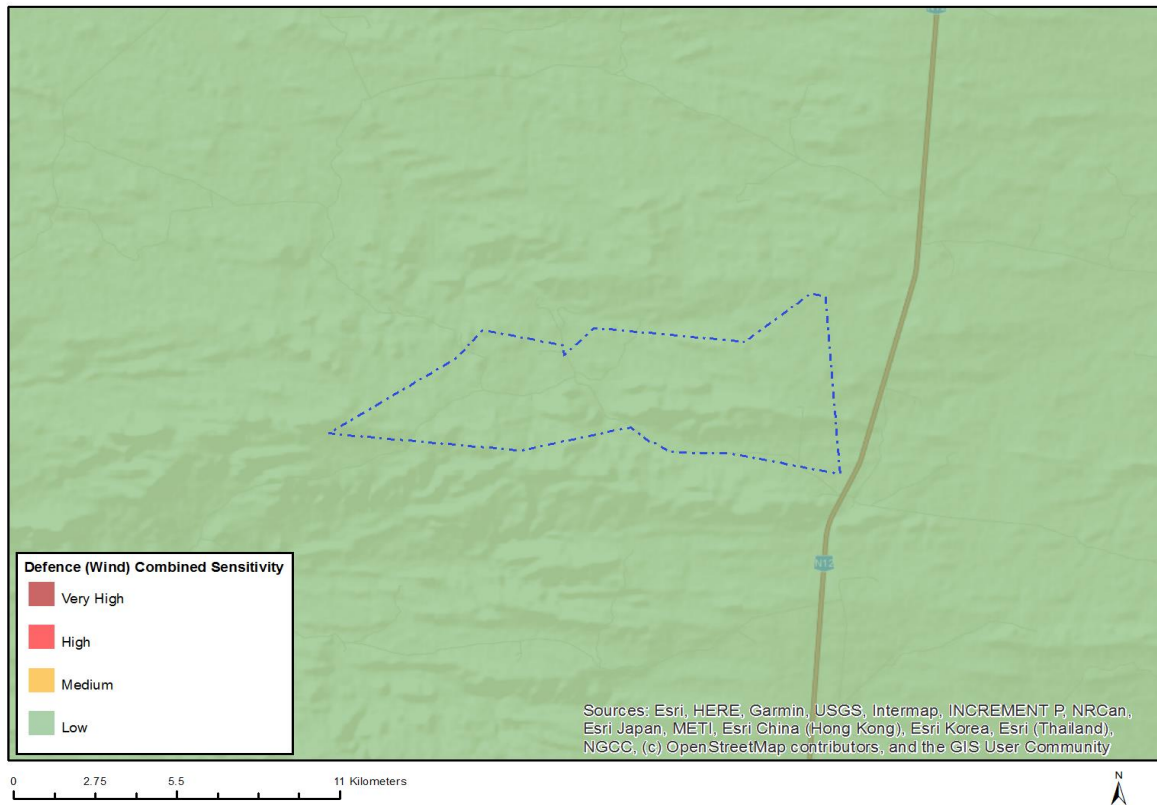 N12
Defence (Wind) Combined Sensitivity
Very High
High
Medium
Low
Sources: Esri, HERE, Garmin, USGS, Intermap, INCREMENT P, NRCan,
Esri Japan, METI, Esri China (Hong Kong), Esri Korea, Esri (Thailand),
NGCC, (c) OpenStreetMap contributors, and the GIS User Community
0 2.75 5.5 11 Kilometers
N